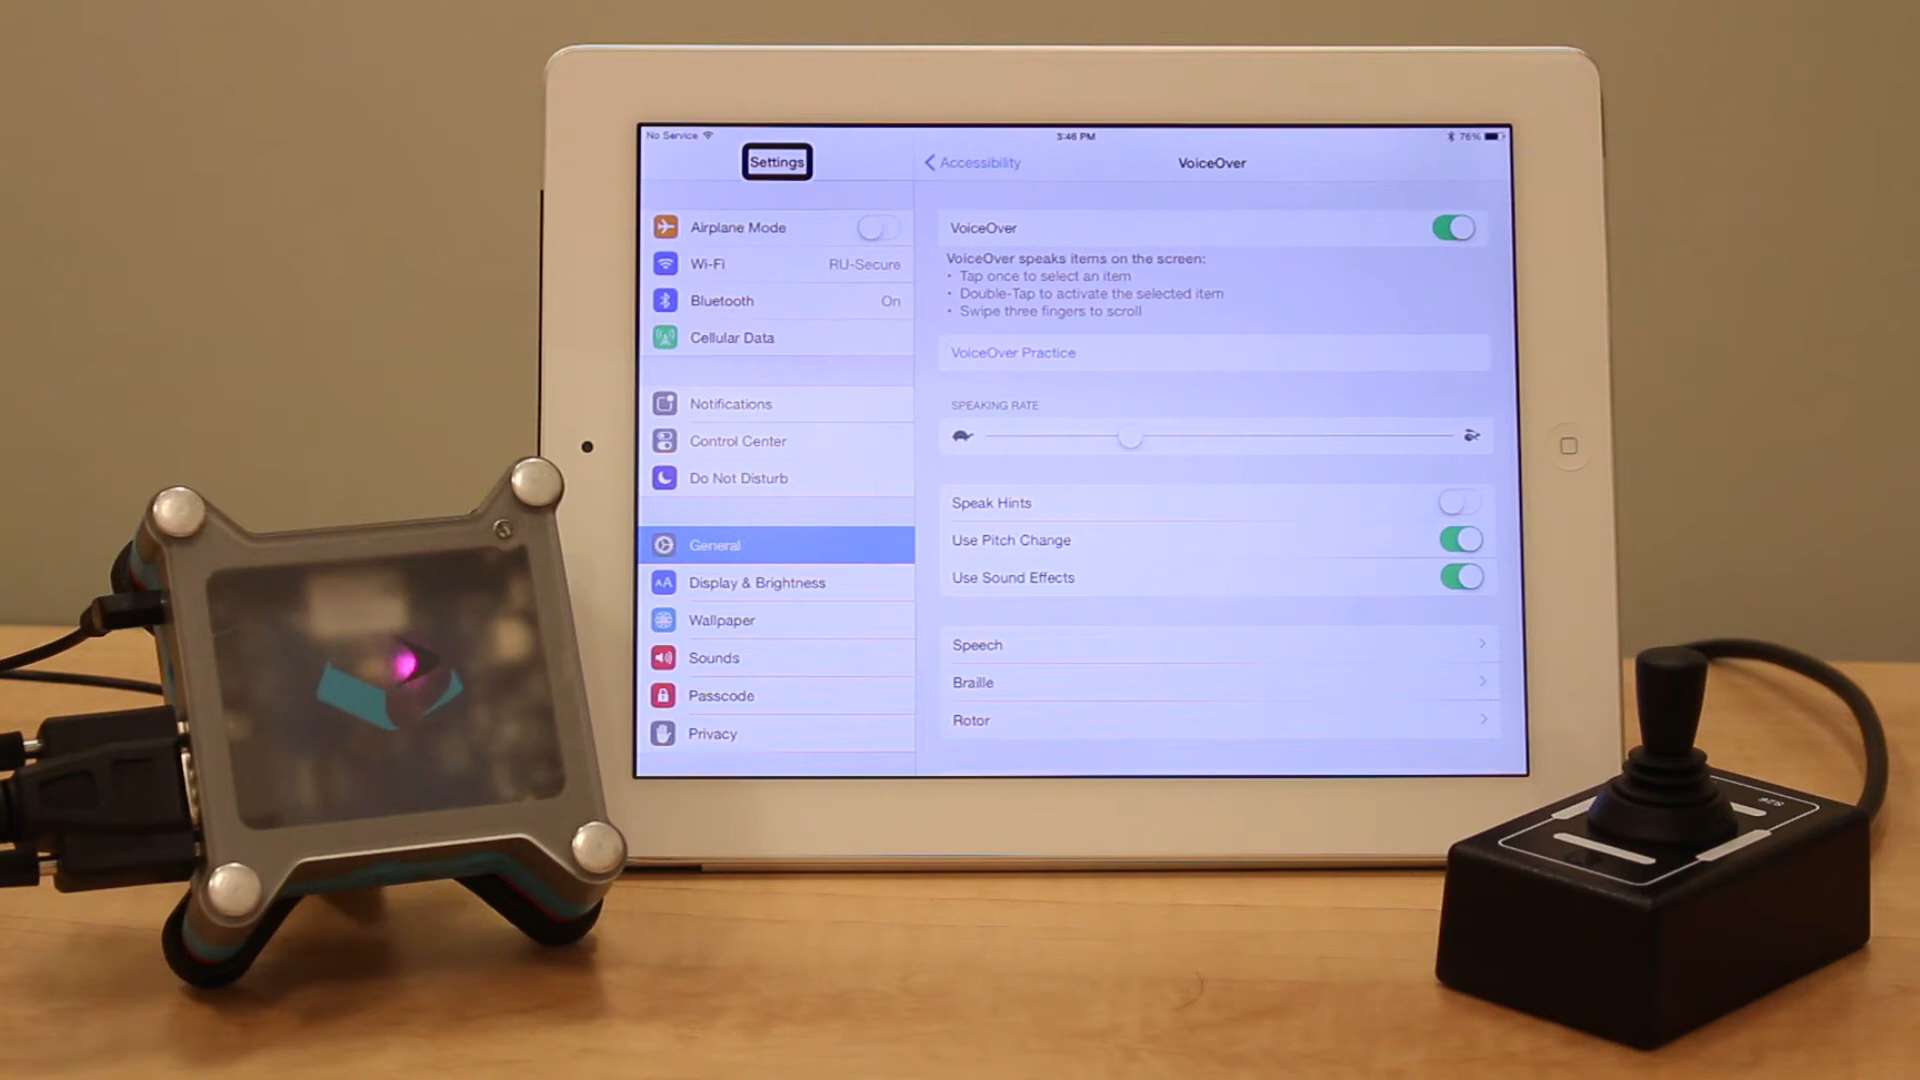 No Service
3:46 PM
76%
Settings
Accessibility
VoiceOver
Airplane Mode
Wi-Fi
RU-Secure
Bluetooth
On
Cellular Data
Notifications
Control Center
Do Not Disturb
General
AA
Display & Brightness
Wallpaper
Sounds
Passcode
Privacy
VoiceOver
VoiceOver speaks items on the screen:
• Tap once to select an item
• Double-Tap to activate the selected item
• Swipe three fingers to scroll
VoiceOver Practice
SPEAKING RATE
Speak Hints
Use Pitch Change
Use Sound Effects
Speech
Braille
Rotor